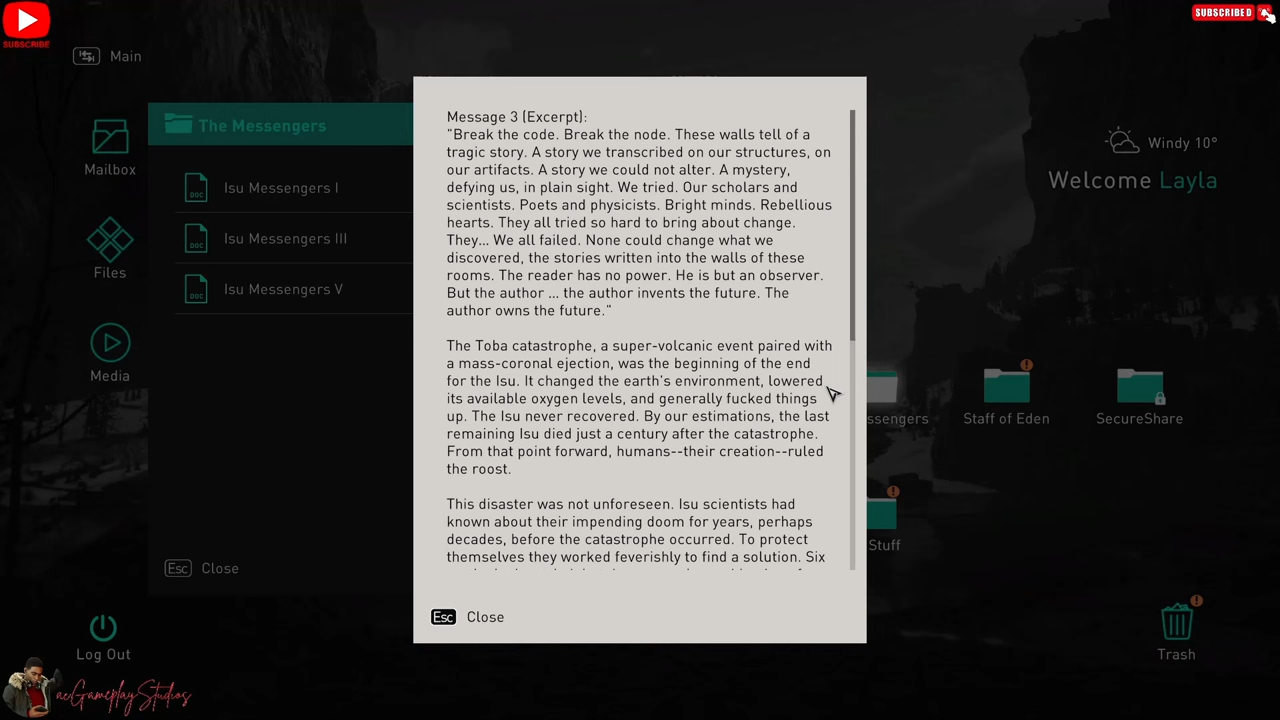 SUBSCRIBE
SUBSCRIBED
Main
The Messengers
Mailbox
Isu Messengers I
Isu Messengers III
Files
Isu Messengers V
Media
Esc Close
Log Out
acGameplayStudios
Message 3 (Excerpt):
"Break the code. Break the node. These walls tell of a
tragic story. A story we transcribed on our structures, on
our artifacts. A story we could not alter. A mystery,
defying us, in plain sight. We tried. Our scholars and
scientists. Poets and physicists. Bright minds. Rebellious
hearts. They all tried so hard to bring about change.
They... We all failed. None could change what we
discovered, the stories written into the walls of these
rooms. The reader has no power. He is but an observer.
But the author ... the author invents the future. The
author owns the future."
The Toba catastrophe, a super-volcanic event paired with
a mass-coronal ejection, was the beginning of the end
for the Isu. It changed the earth's environment, lowered
its available oxygen levels, and generally fucked things
up. The Isu never recovered. By our estimations, the last
remaining Isu died just a century after the catastrophe.
From that point forward, humans--their creation--ruled
the roost.
This disaster was not unforeseen. Isu scientists had
known about their impending doom for years, perhaps
decades, before the catastrophe occurred. To protect
themselves they worked feverishly to find a solution. Six
Esc Close
Windy 10°
Welcome Layla
ssengers
Staff of Eden
SecureShare
Stuff
Trash
DOC
DOC
DOC